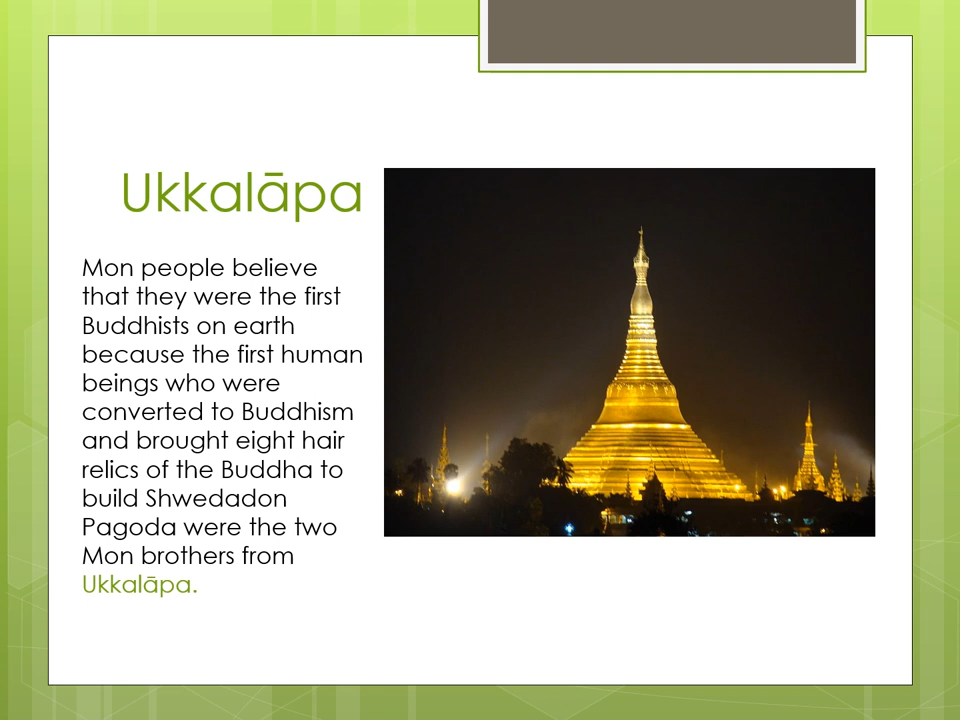 Ukkalāpa
Mon people believe
that they were the first
Buddhists on earth
because the first human
beings who were
converted to Buddhism
and brought eight hair
relics of the Buddha to
build Shwedadon
Pagoda were the two
Mon brothers from
Ukkalāpa.